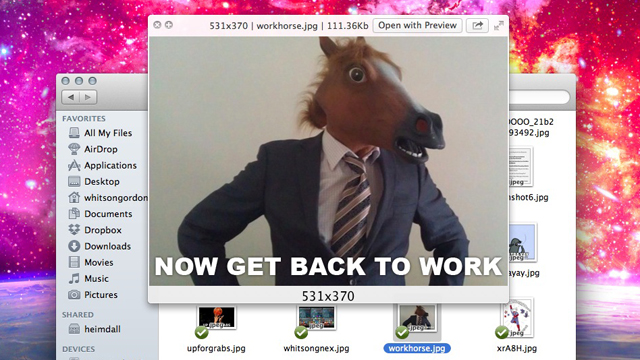 531x370 | workhorse.jpg | 111.36Kb
Open with Preview
NOW GET BACK TO WORK
531x370
FAVORITES
All My Files
AirDrop
Applications
Desktop
whitsongordon
Documents
Dropbox
Downloads
Movies
Music
Pictures
SHARED
heimdall
DEVICES
OOO_21b2
93492.jpg
shot6.jpg
ayay.jpg
upforgrabs.jpg
whitsongnex.jpg
workhorse.jpg
xrA8H.jpg